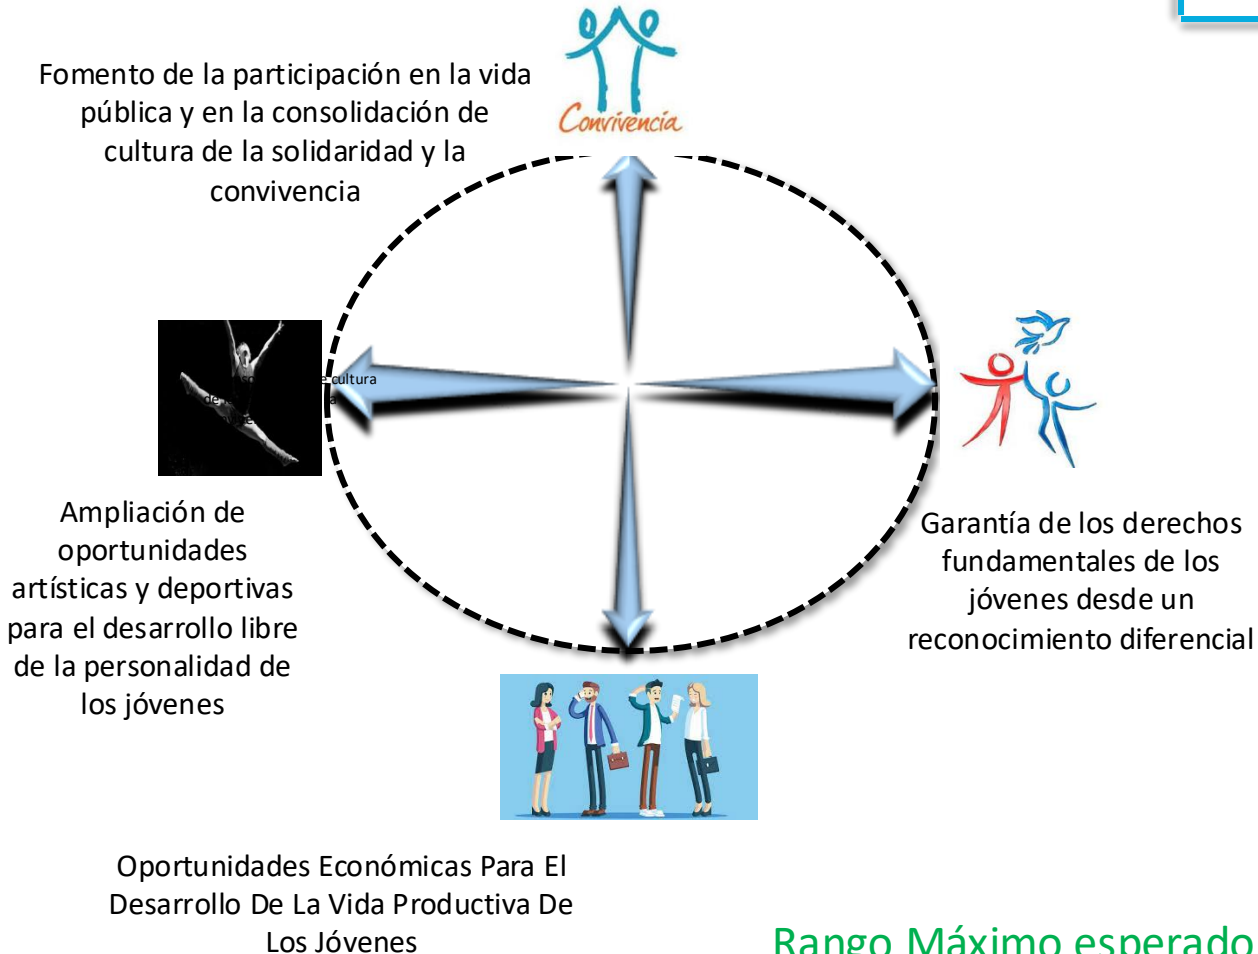 Fomento de la participación en la vida
pública y en la consolidación de
cultura de la solidaridad y la
convivencia
Convivencia
cultura
de
Ampliación de
oportunidades
artísticas y deportivas
para el desarrollo libre
de la personalidad de
los jóvenes
Garantía de los derechos
fundamentales de los
jóvenes desde un
reconocimiento diferencial
Oportunidades Económicas Para El
Desarrollo De La Vida Productiva De
Los Jóvenes
Rango Máximo esperado